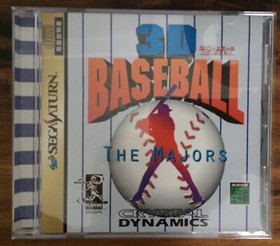 3D
BASEBALL
THE MAJORS
CRYSTAL
DYNAMICS
SEGA SATURN